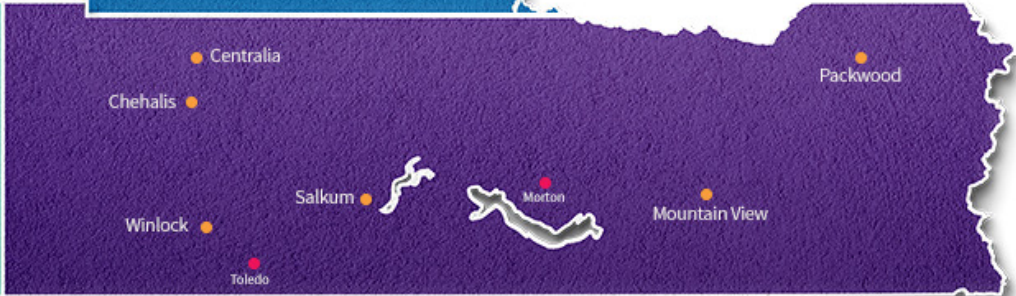 Centralia
Packwood
Chehalis
Salkum
Morton
Mountain View
Winlock
Toledo